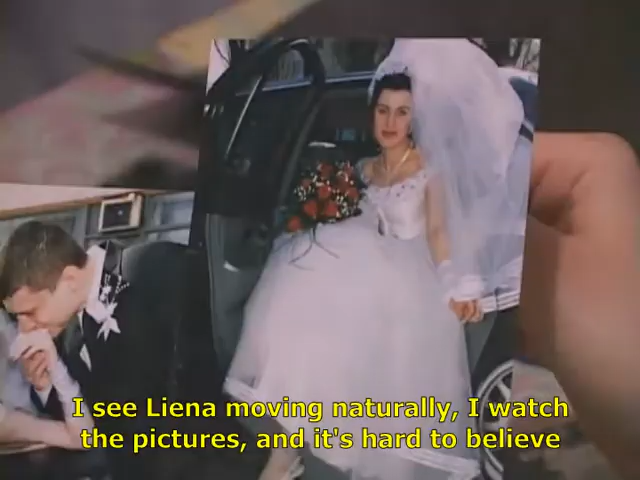 I see Liena moving naturally, I watch
the pictures, and it's hard to believe